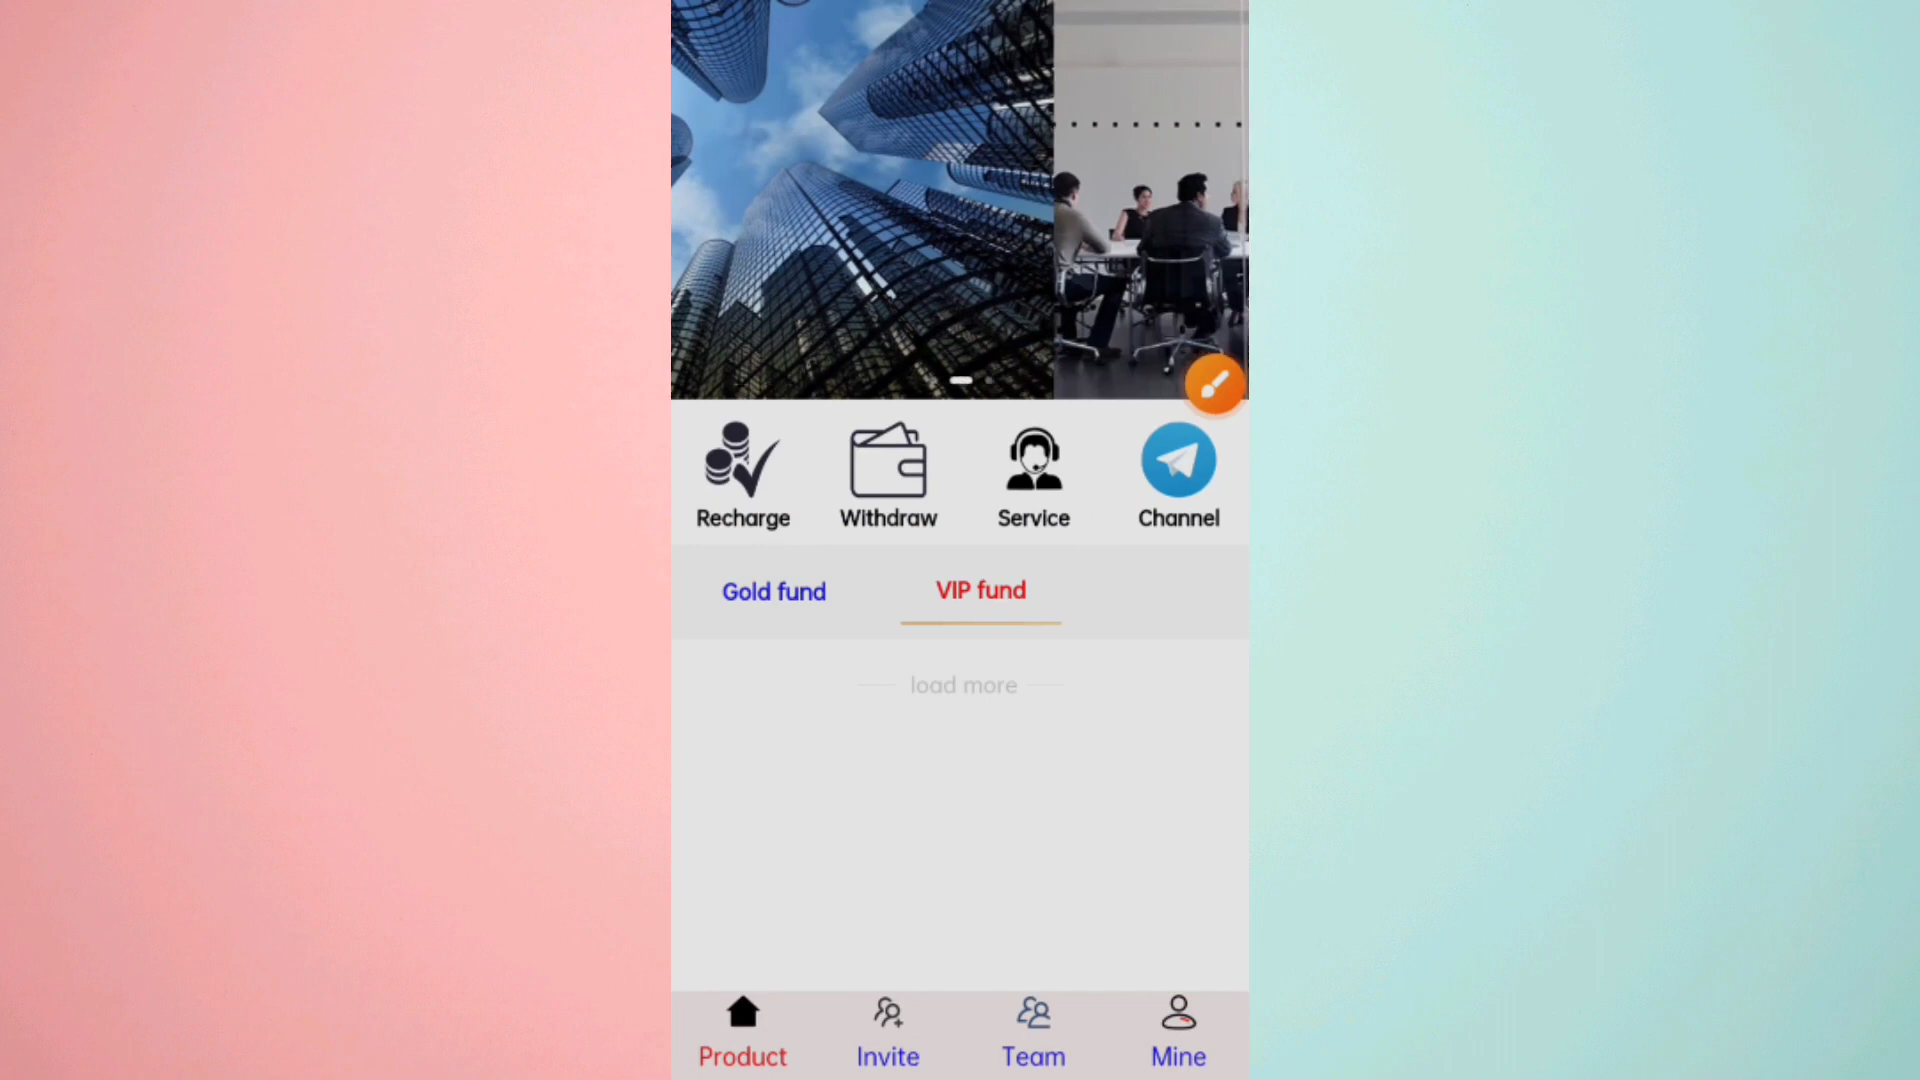 Recharge Withdraw Service Channel
Gold fund VIP fund
load more
Product Invite Team Mine